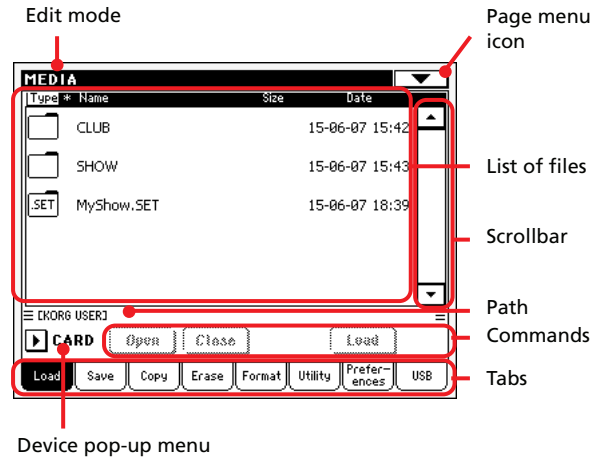 Edit mode
Page menu
icon
MEDIA
Type * Name Size Date
CLUB 15-06-07 15:42
SHOW 15-06-07 15:43
List of files
.SET MyShow.SET 15-06-07 18:39
Scrollbar
[KORG USER]
Path
CARD Open Close Load
Commands
Load Save Copy Erase Format Utility Prefer-
ences USB
Tabs
Device pop-up menu